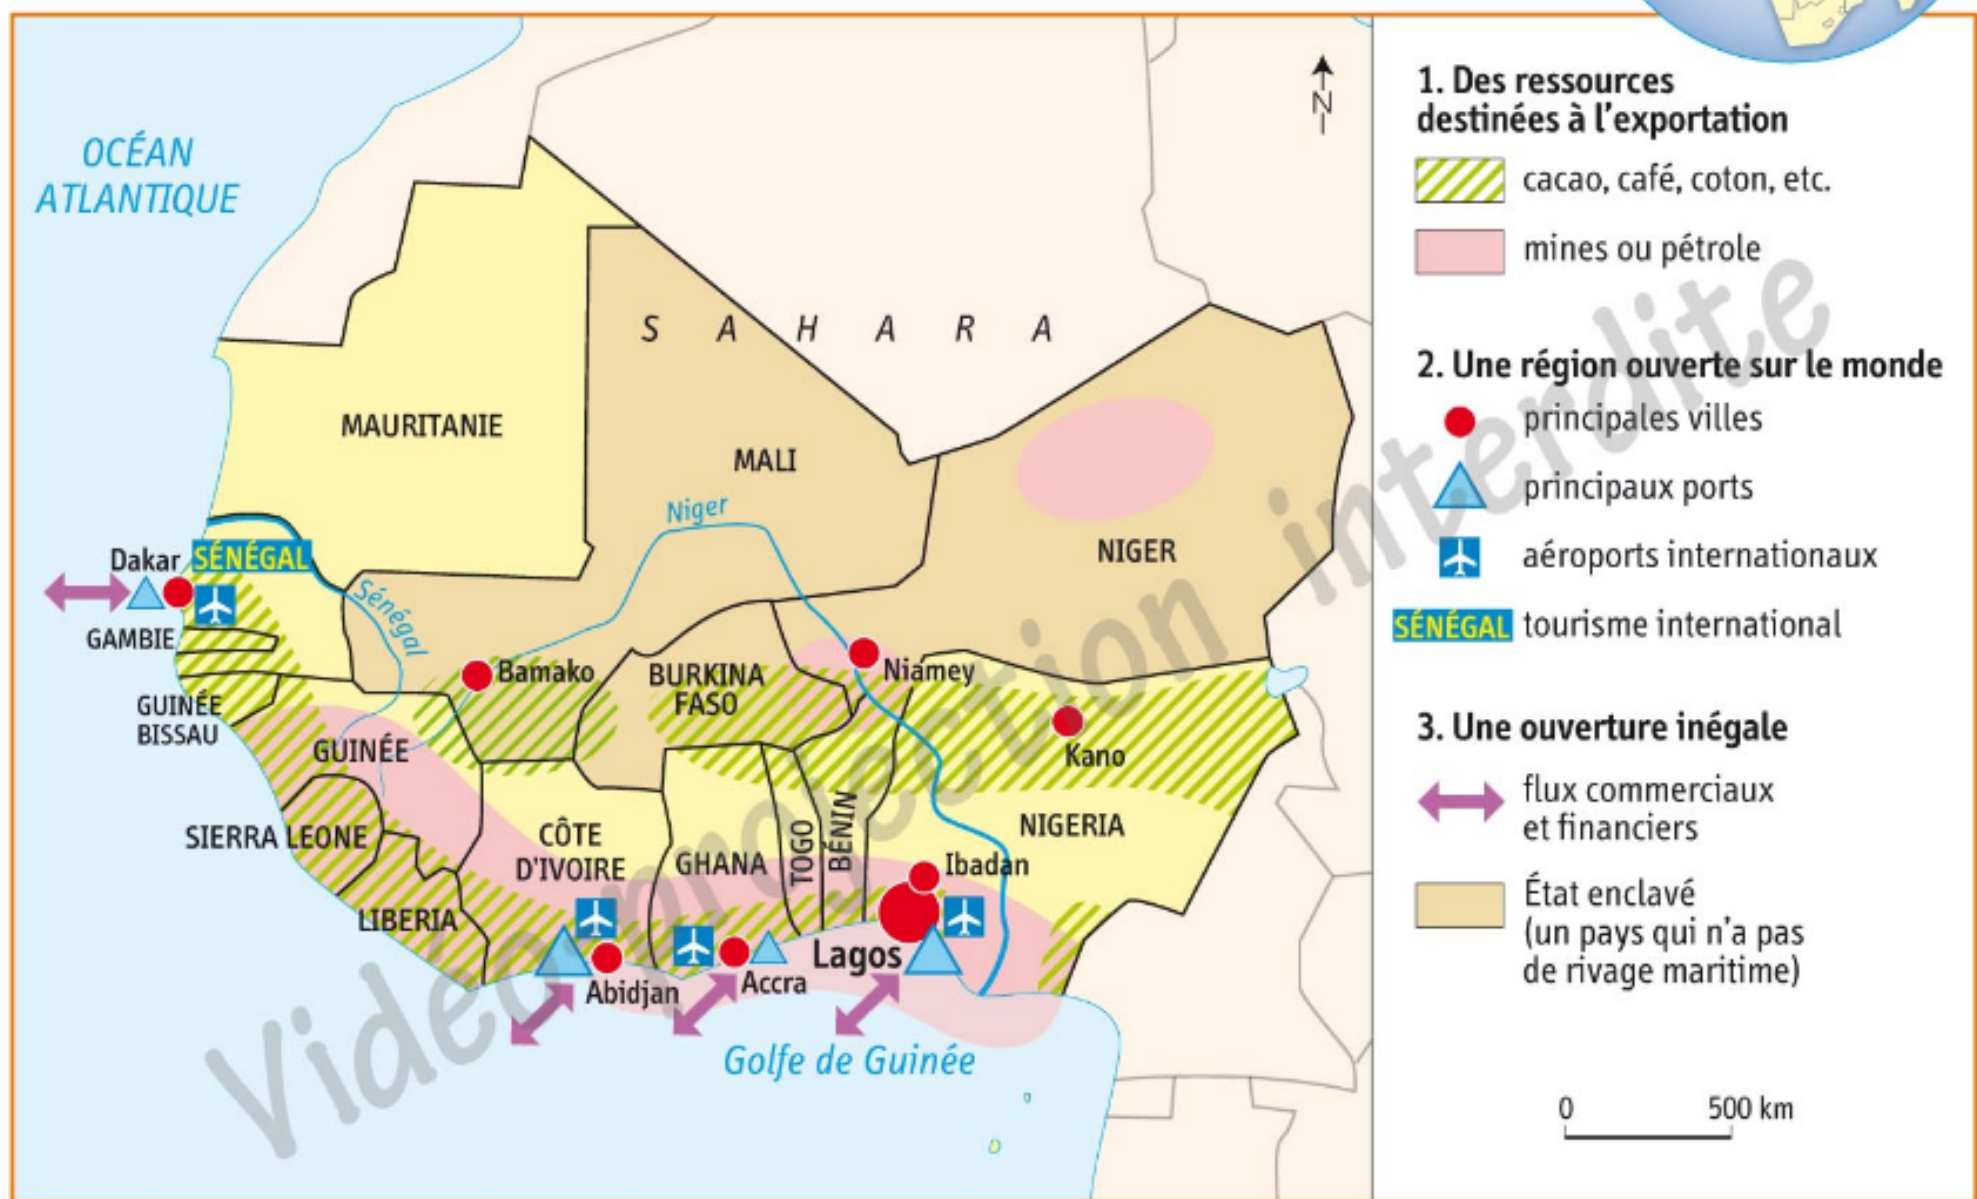 OCÉAN
ATLANTIQUE
N
SAHARA
MAURITANIE
MALI
Niger
NIGER
Dakar
SÉNÉGAL
Sénégal
GAMBIE
Bamako
BURKINA
FASO
Niamey
GUINÉE
BISSAU
GUINÉE
Kano
SIERRA LEONE
CÔTE
D'IVOIRE
GHANA
TOGO
BÉNIN
NIGERIA
Ibadan
LIBERIA
Lagos
Abidjan
Accra
Golfe de Guinée
Vidéo-projection interdite
1. Des ressources
destinées à l'exportation
cacao, café, coton, etc.
mines ou pétrole
2. Une région ouverte sur le monde
principales villes
principaux ports
aéroports internationaux
SÉNÉGAL tourisme international
3. Une ouverture inégale
flux commerciaux
et financiers
État enclavé
(un pays qui n'a pas
de rivage maritime)
0 500 km